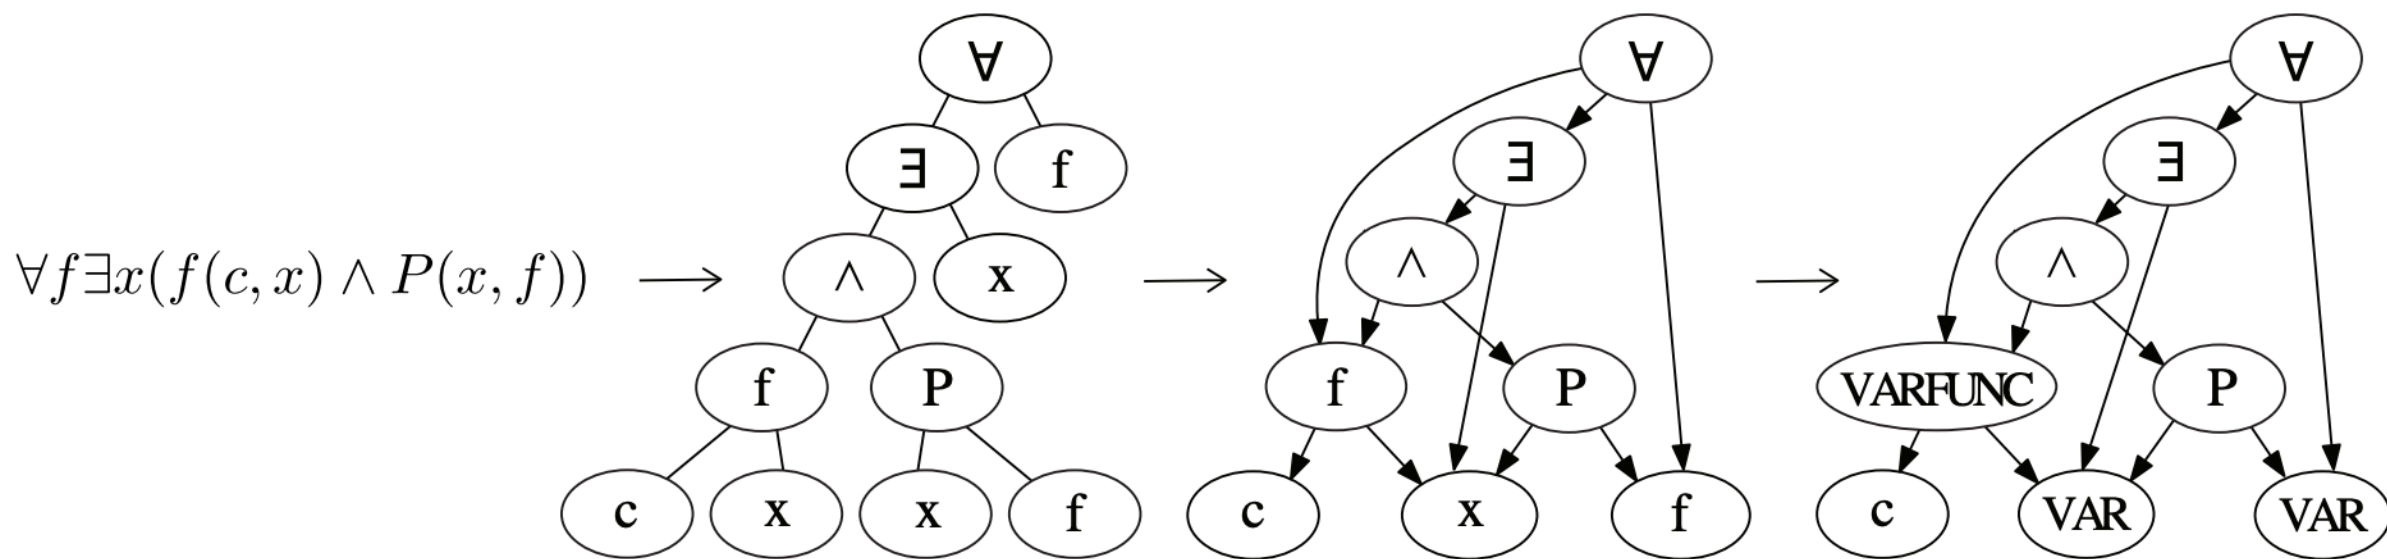 ∀f∃x(f(c, x) ∧ P(x, f))
∀
∃
f
∧
x
f
P
c
x
x
f
∀
∃
∧
f
P
c
x
f
∀
∃
∧
VARFUNC
P
c
VAR
VAR